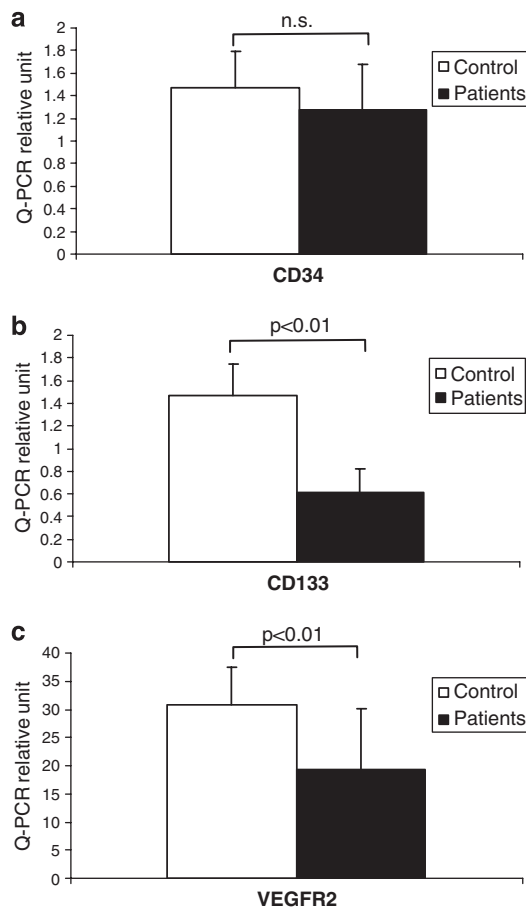 a
n.s.
2
1.8
1.6
1.4
1.2
1
0.8
0.6
0.4
0.2
0
Q-PCR relative unit
Control
Patients
CD34
b
p<0.01
2
1.8
1.6
1.4
1.2
1
0.8
0.6
0.4
0.2
0
Q-PCR relative unit
Control
Patients
CD133
c
p<0.01
40
35
30
25
20
15
10
5
0
Q-PCR relative unit
Control
Patients
VEGFR2